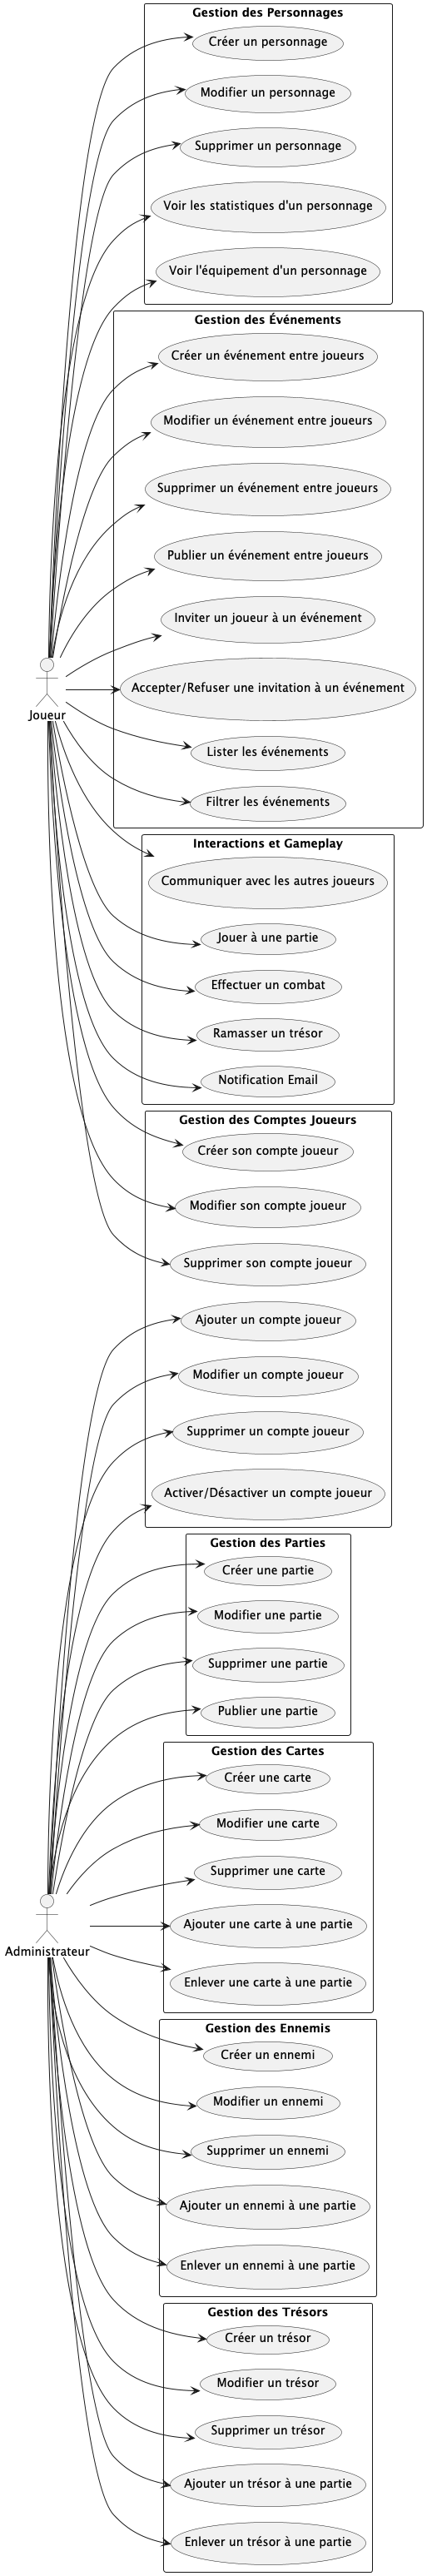 Gestion des Personnages
Créer un personnage
Modifier un personnage
Supprimer un personnage
Voir les statistiques d'un personnage
Voir l'équipement d'un personnage
Gestion des Événements
Créer un événement entre joueurs
Modifier un événement entre joueurs
Supprimer un événement entre joueurs
Publier un événement entre joueurs
Inviter un joueur à un événement
Accepter/Refuser une invitation à un événement
Joueur
Lister les événements
Filtrer les événements
Interactions et Gameplay
Communiquer avec les autres joueurs
Jouer à une partie
Effectuer un combat
Ramasser un trésor
Notification Email
Gestion des Comptes Joueurs
Créer son compte joueur
Modifier son compte joueur
Supprimer son compte joueur
Ajouter un compte joueur
Modifier un compte joueur
Supprimer un compte joueur
Activer/Désactiver un compte joueur
Gestion des Parties
Créer une partie
Modifier une partie
Supprimer une partie
Publier une partie
Gestion des Cartes
Créer une carte
Modifier une carte
Supprimer une carte
Ajouter une carte à une partie
Administrateur
Enlever une carte à une partie
Gestion des Ennemis
Créer un ennemi
Modifier un ennemi
Supprimer un ennemi
Ajouter un ennemi à une partie
Enlever un ennemi à une partie
Gestion des Trésors
Créer un trésor
Modifier un trésor
Supprimer un trésor
Ajouter un trésor à une partie
Enlever un trésor à une partie